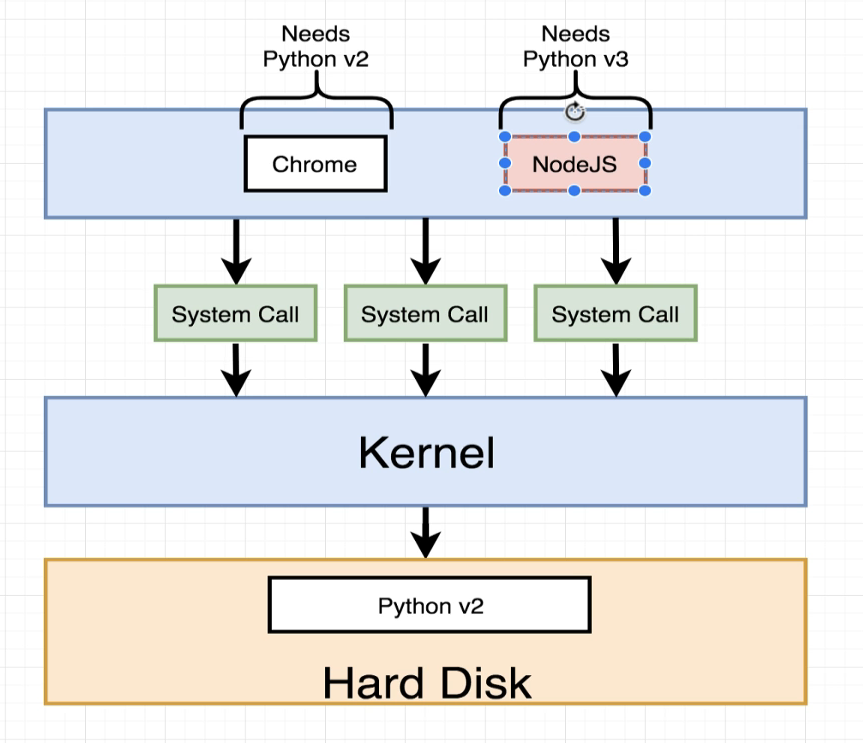 Needs
Python v2
Needs
Python v3
Chrome
NodeJS
System Call
System Call
System Call
Kernel
Python v2
Hard Disk